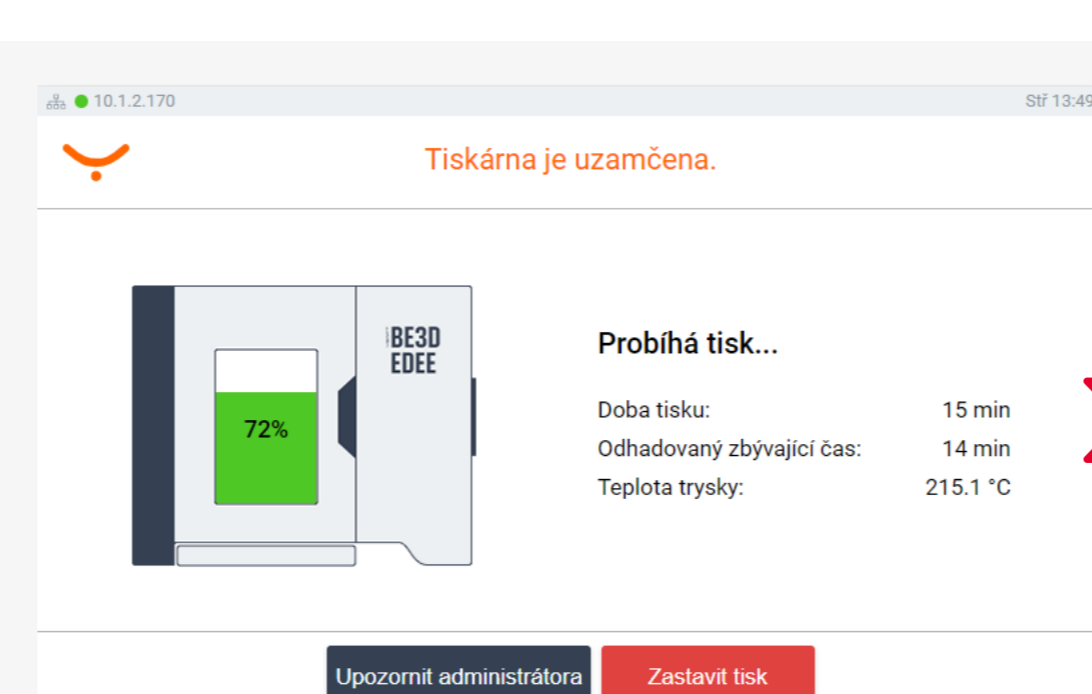 10.1.2.170
Stř 13:49
Tiskárna je uzamčena.
BE3D
EDEE
72%
Probíhá tisk...
Doba tisku: 15 min
Odhadovaný zbývající čas: 14 min
Teplota trysky: 215.1 °C
Upozornit administrátora
Zastavit tisk